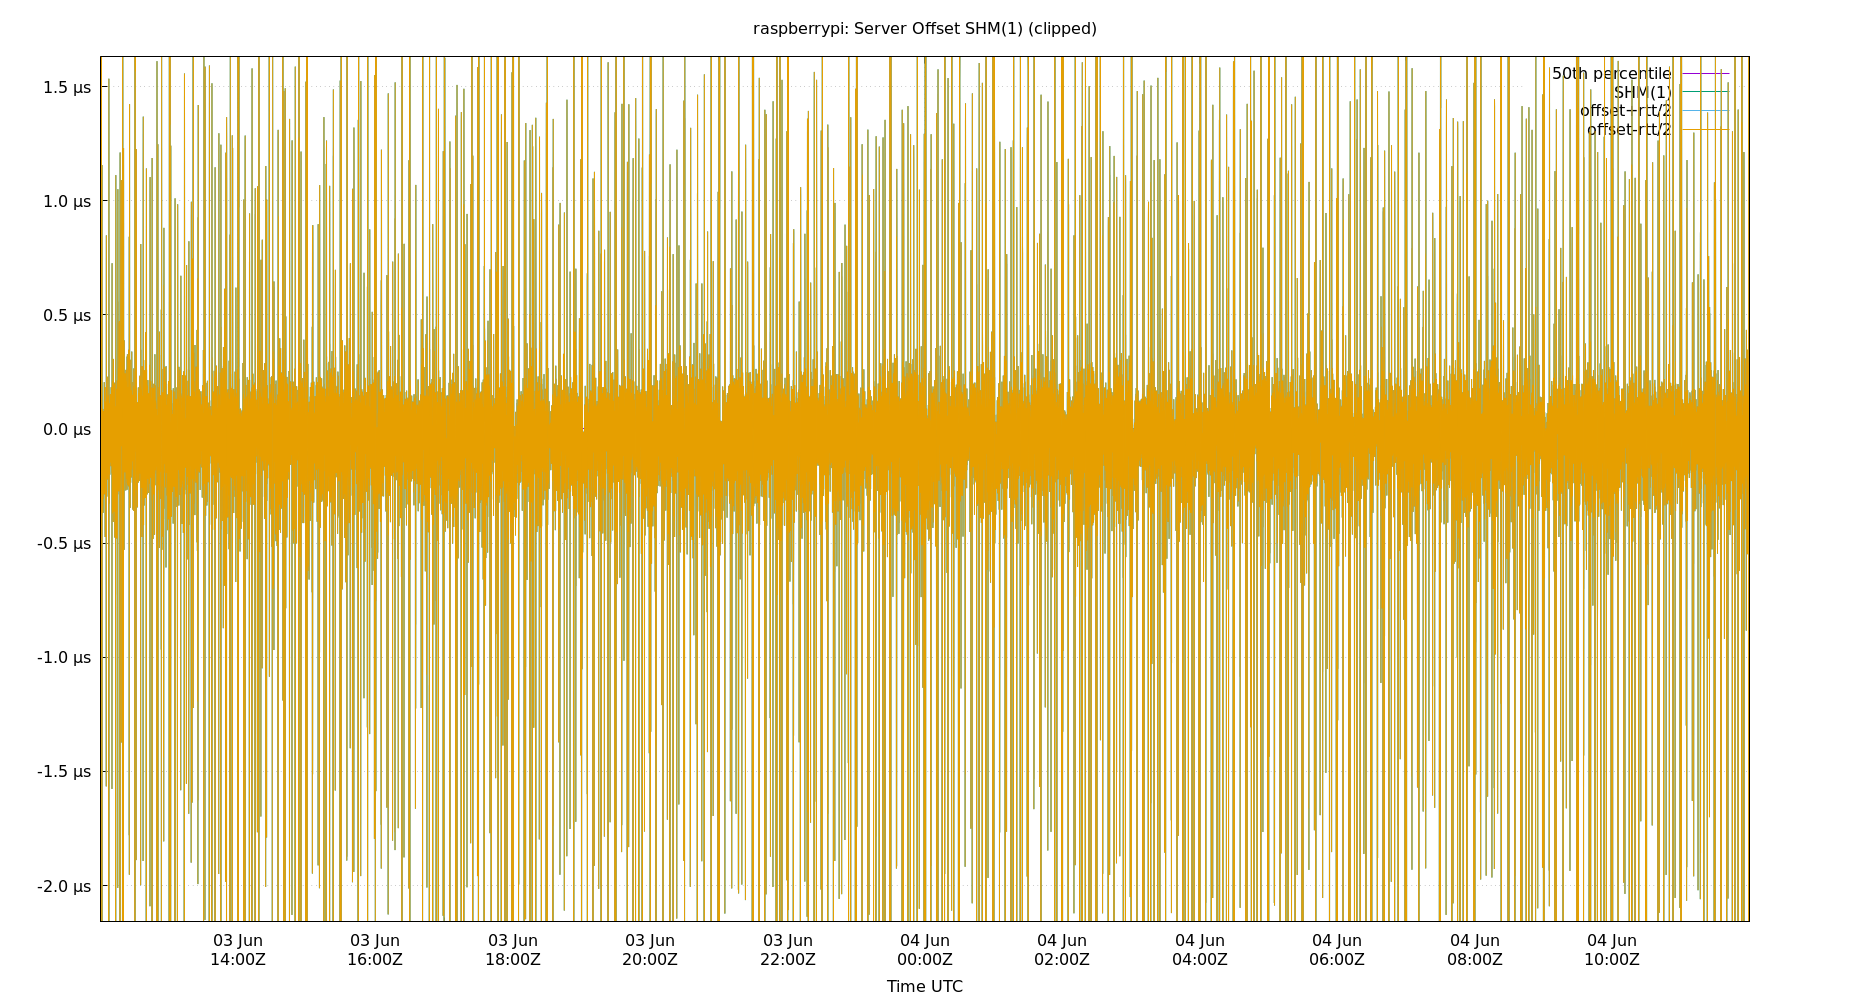 raspberrypi: Server Offset SHM(1) (clipped)
50th percentile
SHM(1)
offset+rtt/2
offset-rtt/2
1.5 µs
1.0 µs
0.5 µs
0.0 µs
-0.5 µs
-1.0 µs
-1.5 µs
-2.0 µs
03 Jun 03 Jun 03 Jun 03 Jun 03 Jun 04 Jun 04 Jun 04 Jun 04 Jun 04 Jun 04 Jun
14:00Z 16:00Z 18:00Z 20:00Z 22:00Z 00:00Z 02:00Z 04:00Z 06:00Z 08:00Z 10:00Z
Time UTC